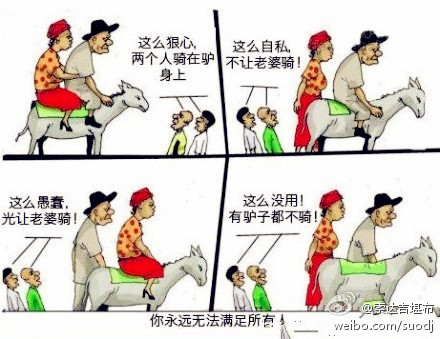 这么狠心，
两个人骑在驴
身上
这么自私，
不让老婆骑！
这么愚蠢，
光让老婆骑！
这么没用！
有驴子都不骑！
你永远无法满足所有
weibo.com/suodj